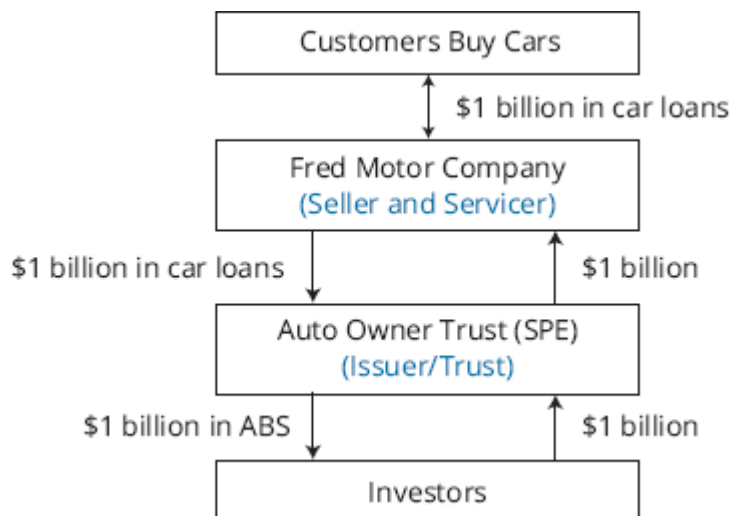 Customers Buy Cars
$1 billion in car loans
Fred Motor Company
(Seller and Servicer)
$1 billion in car loans
$1 billion
Auto Owner Trust (SPE)
(Issuer/Trust)
$1 billion in ABS
$1 billion
Investors